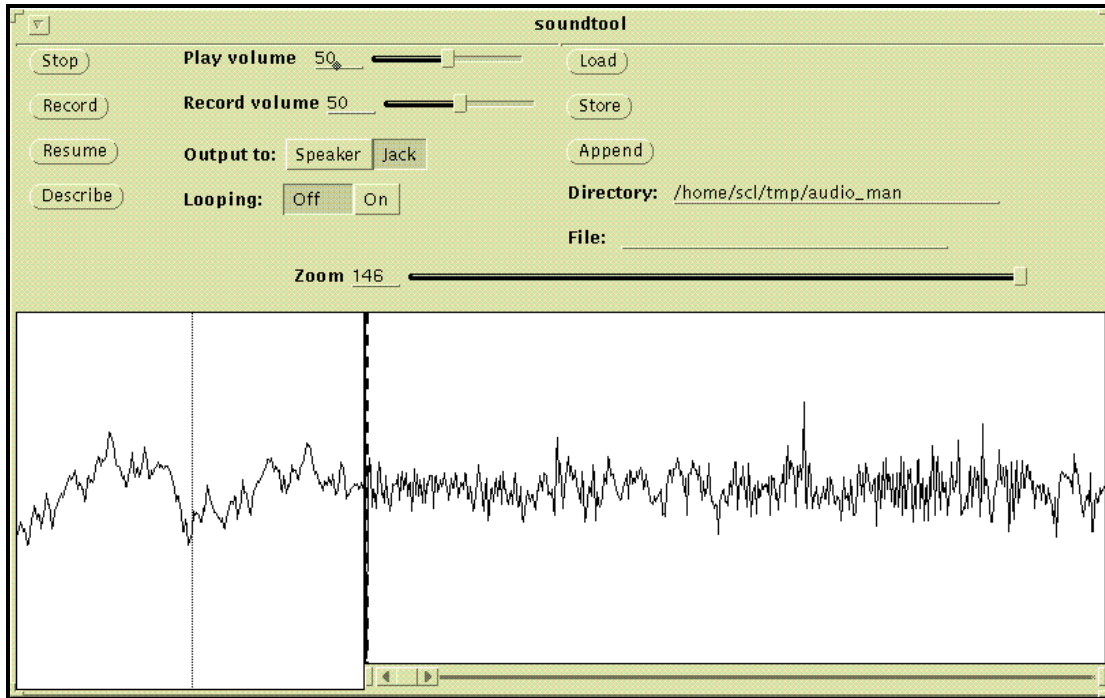 soundtool
Stop
Play volume 50
Load
Record
Record volume 50
Store
Resume
Output to: Speaker Jack
Append
Describe
Looping: Off On
Directory: /home/scl/tmp/audio_man
File:
Zoom 146